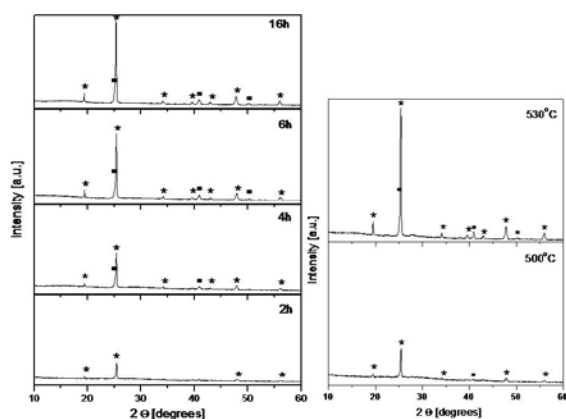 16h
6h
4h
2h
Intensity [a.u.]
10 20 30 40 50 60
2 Θ [degrees]
530°C
500°C
Intensity [a.u.]
10 20 30 40 50 60
2 Θ [degrees]